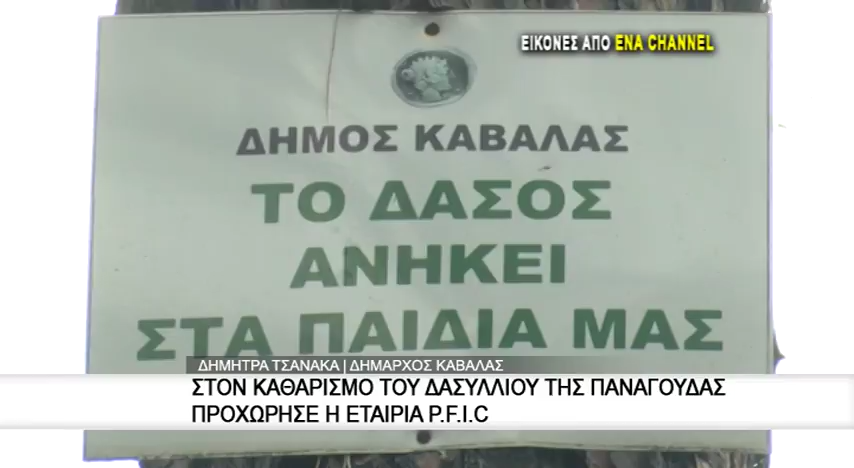 ΕΙΚΟΝΕΣ ΑΠΟ ΕΝΑ CHANNEL
ΔΗΜΟΣ ΚΑΒΑΛΑΣ
ΤΟ ΔΑΣΟΣ
ΑΝΗΚΕΙ
ΣΤΑ ΠΑΙΔΙΑ ΜΑΣ
ΔΗΜΗΤΡΑ ΤΣΑΝΑΚΑ | ΔΗΜΑΡΧΟΣ ΚΑΒΑΛΑΣ
ΣΤΟΝ ΚΑΘΑΡΙΣΜΟ ΤΟΥ ΔΑΣΥΛΛΙΟΥ ΤΗΣ ΠΑΝΑΓΟΥΔΑΣ
ΠΡΟΧΩΡΗΣΕ Η ΕΤΑΙΡΙΑ P.F.I.C